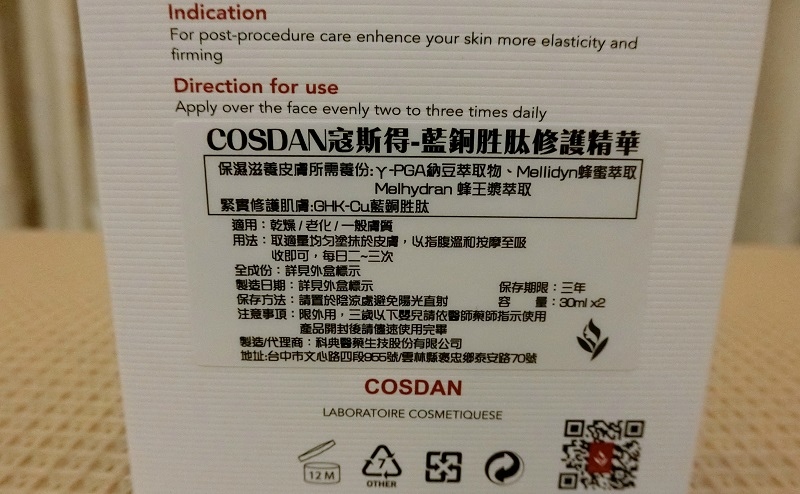 Indication
For post-procedure care enhence your skin more elasticity and
firming
Direction for use
Apply over the face evenly two to three times daily
COSDAN寇斯得-藍銅胜肽修護精華
保濕滋養皮膚所需養份:γ-PGA納豆萃取物、Mellidyn蜂蜜萃取
Melhydran 蜂王漿萃取
緊實修護肌膚:GHK-Cu藍銅胜肽
適用：乾燥/老化/一般膚質
用法：取適量均勻塗抹於皮膚，以指腹溫和按摩至吸
收即可，每日二~三次
全成份：詳見外盒標示
製造日期：詳見外盒標示
保存期限：三年
保存方法：請置於陰涼處避免陽光直射
容 量：30ml x2
注意事項：限外用，三歲以下嬰兒請依醫師藥師指示使用
產品開封後請儘速使用完畢
製造/代理商：科典醫藥生技股份有限公司
地址:台中市文心路四段955號/雲林縣褒忠鄉泰安路70號
COSDAN
LABORATOIRE COSMETIQUESE
12 M
7
OTHER